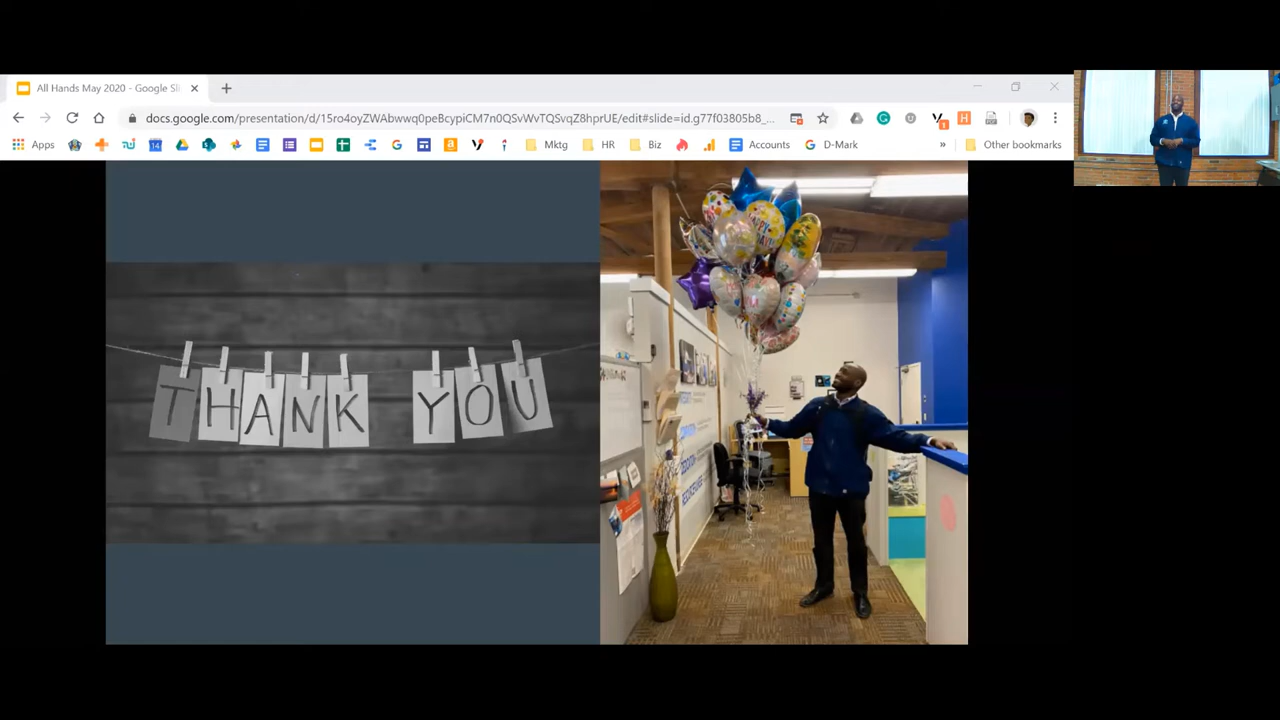 All Hands May 2020 - Google Sli
docs.google.com/presentation/d/15ro4oyZWAbwwq0peBcypiCM7n0QSvWvTQSvqZ8hprUE/edit#slide=id.g77f03805b8_...
Apps
14
Mktg
HR
Biz
Accounts
D-Mark
»
Other bookmarks
THANK YOU